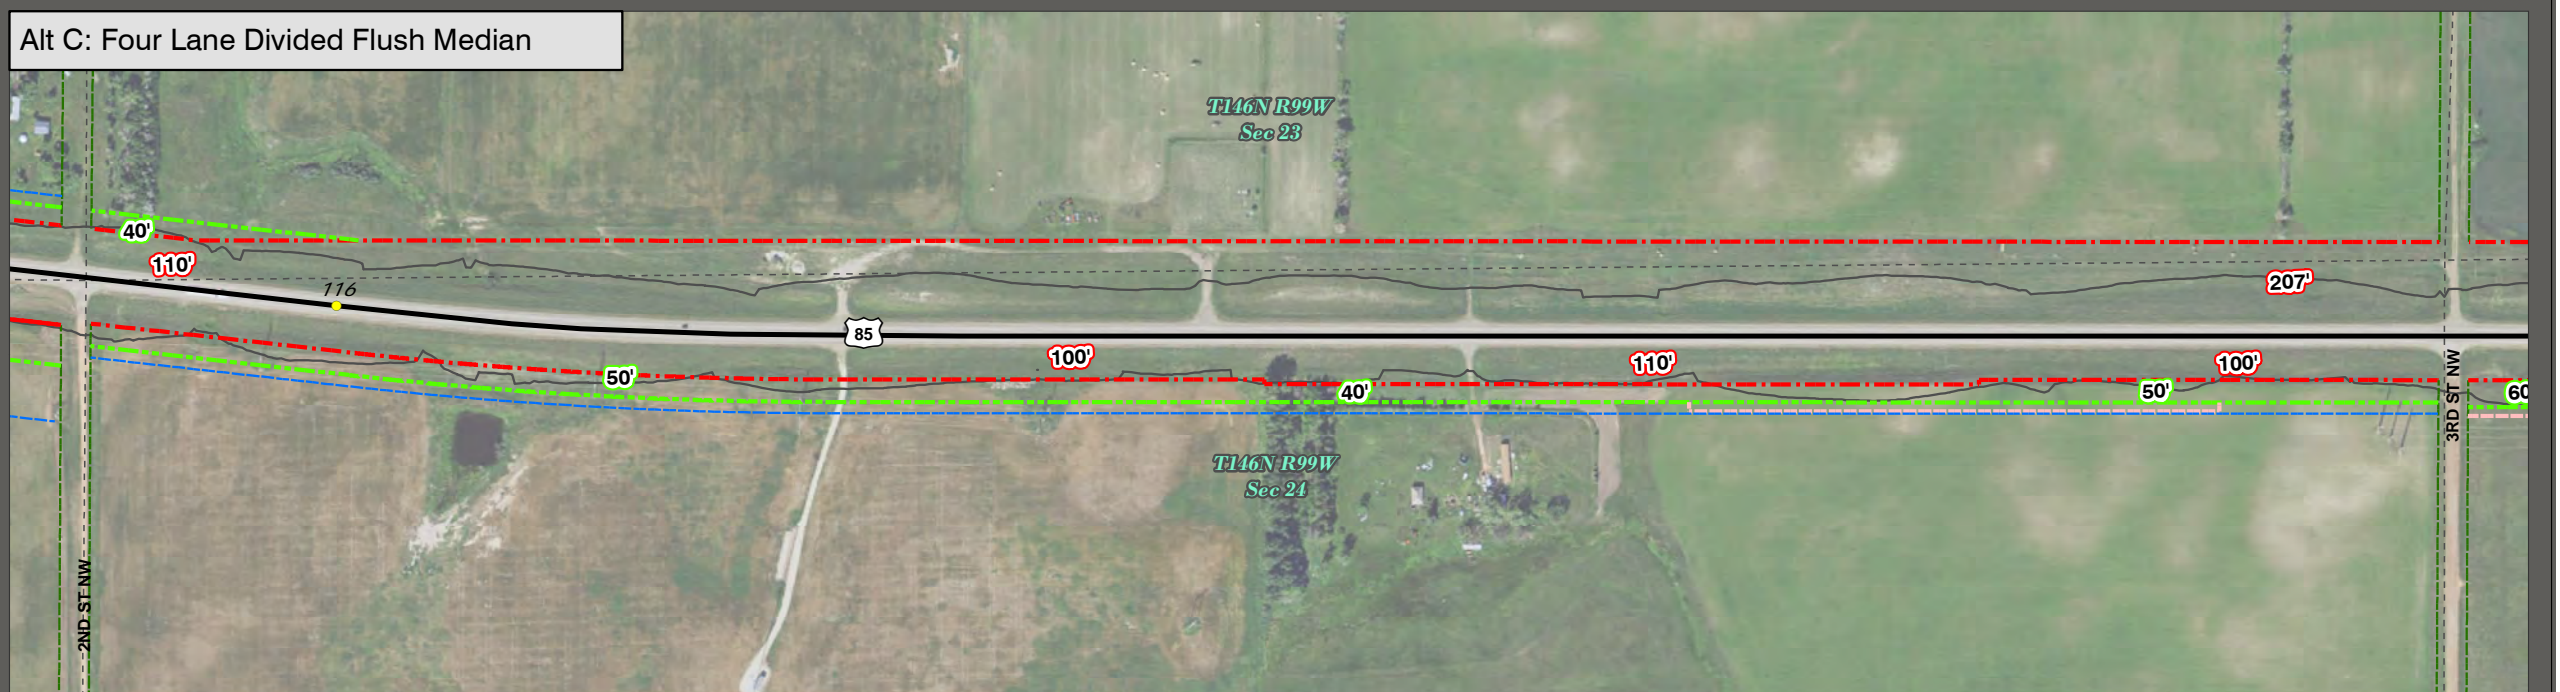 Alt C: Four Lane Divided Flush Median
T146N R99W
Sec 23
40'
110'
116
207'
85
100'
110'
100'
50'
40'
50'
60
T146N R99W
Sec 24
2ND ST NW
3RD ST NW